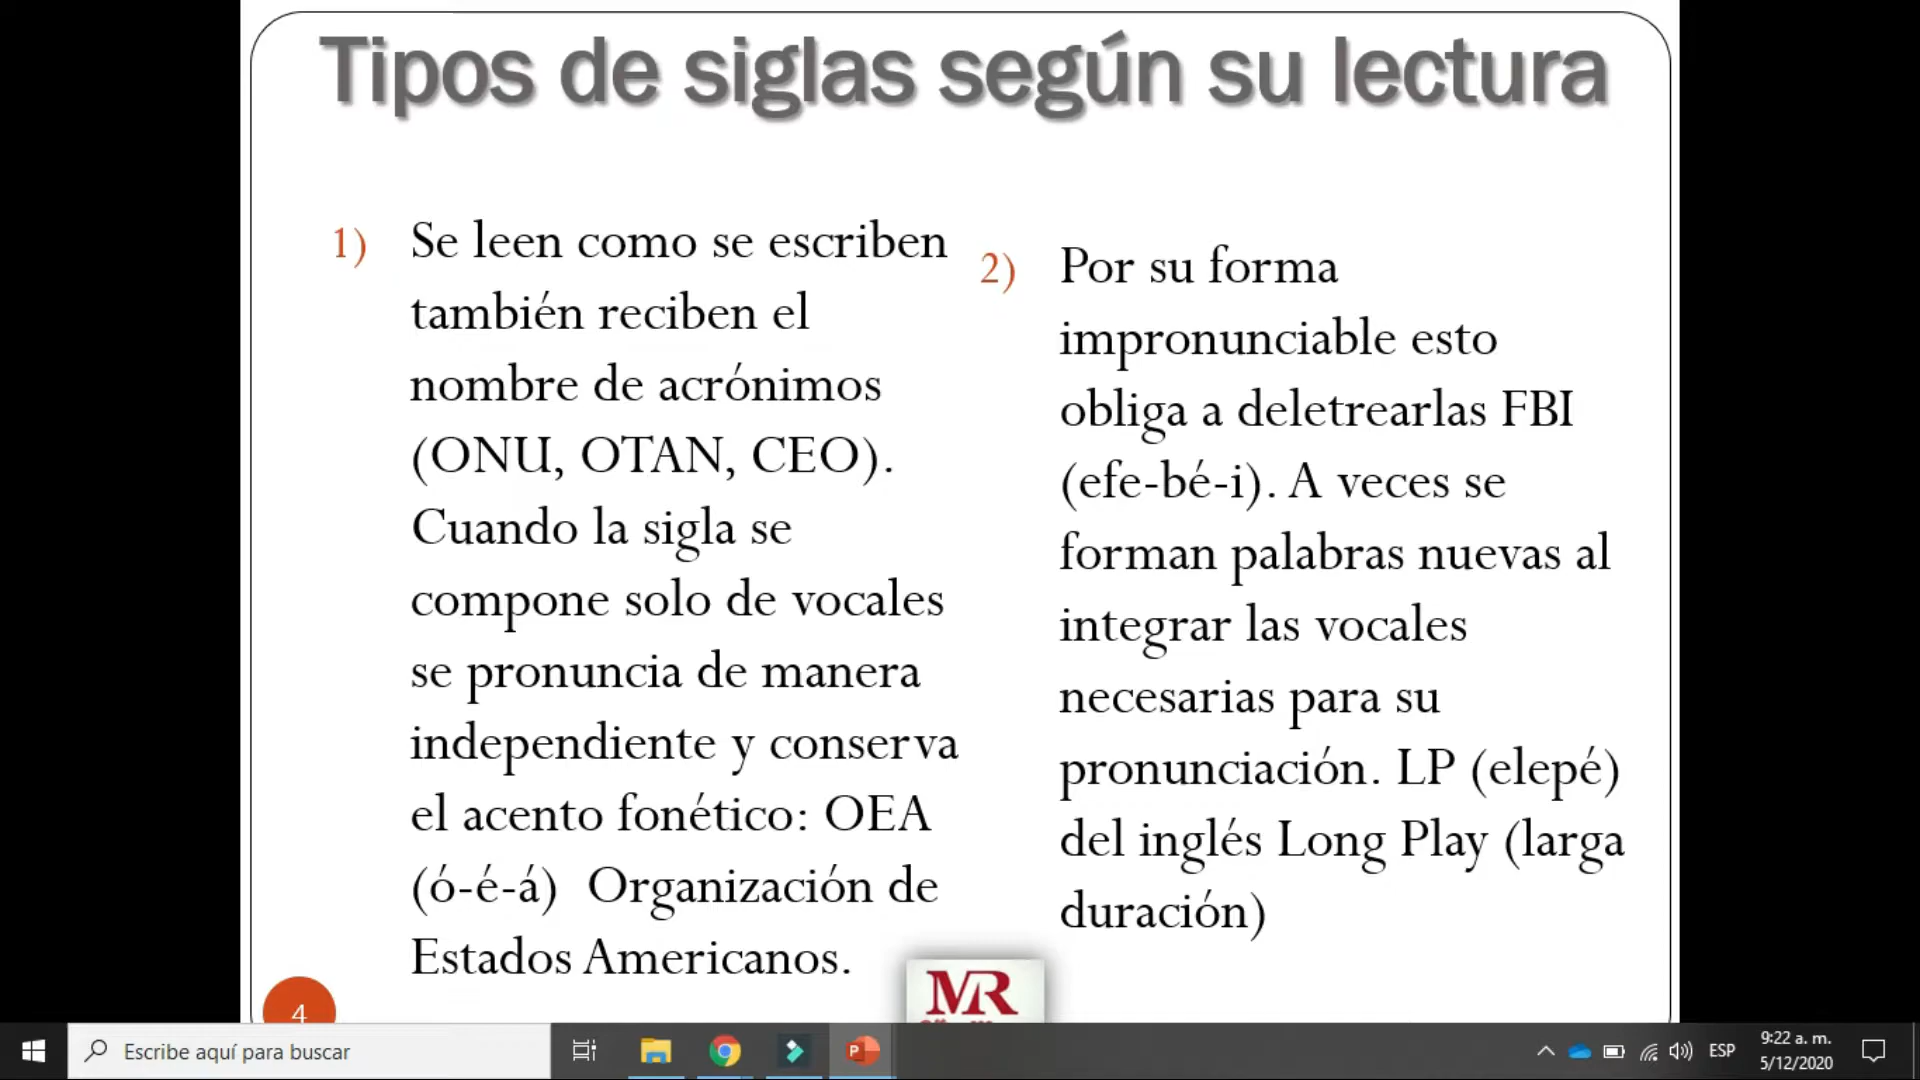 Tipos de siglas según su lectura
1) Se leen como se escriben
también reciben el
nombre de acrónimos
(ONU, OTAN, CEO).
Cuando la sigla se
compone solo de vocales
se pronuncia de manera
independiente y conserva
el acento fonético: OEA
(ó-é-á) Organización de
Estados Americanos.
2) Por su forma
impronunciable esto
obliga a deletrearlas FBI
(efe-bé-i). A veces se
forman palabras nuevas al
integrar las vocales
necesarias para su
pronunciación. LP (elepé)
del inglés Long Play (larga
duración)
4
MR
Escribe aquí para buscar
ESP
9:22 a. m.
5/12/2020